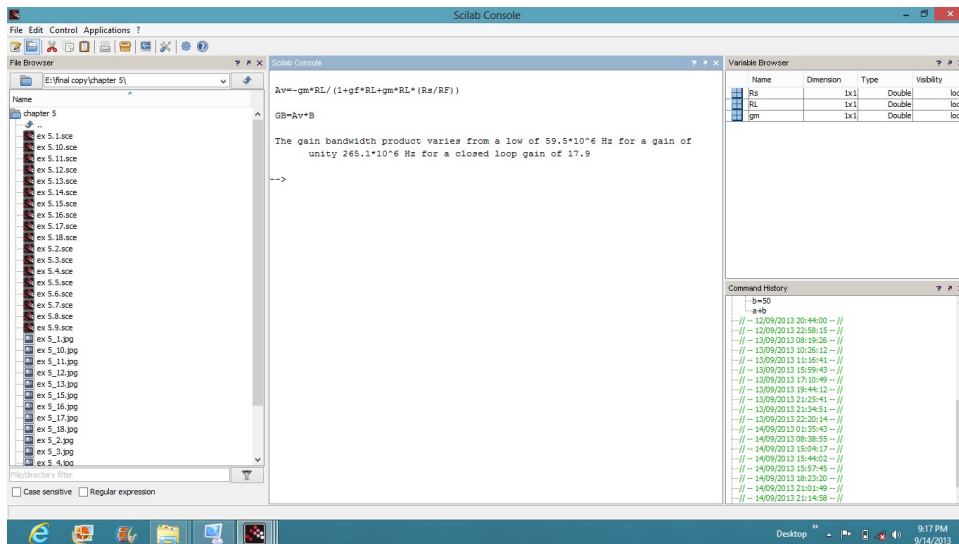 Scilab Console
File Edit Control Applications ?
File Browser
E:\final copy\chapter 5\
Name
chapter 5
..
ex 5.1.sce
ex 5.10.sce
ex 5.11.sce
ex 5.12.sce
ex 5.13.sce
ex 5.14.sce
ex 5.15.sce
ex 5.16.sce
ex 5.17.sce
ex 5.18.sce
ex 5.2.sce
ex 5.3.sce
ex 5.4.sce
ex 5.5.sce
ex 5.6.sce
ex 5.7.sce
ex 5.8.sce
ex 5.9.sce
ex 5_1.jpg
ex 5_10.jpg
ex 5_11.jpg
ex 5_12.jpg
ex 5_13.jpg
ex 5_15.jpg
ex 5_16.jpg
ex 5_17.jpg
ex 5_18.jpg
ex 5_2.jpg
ex 5_3.jpg
ex 5_4.jpg
File/directory filter
Case sensitive Regular expression
Scilab Console
Av=-gm*RL/(1+gf*RL+gm*RL*(Rs/RF))
GB=Av*B
The gain bandwidth product varies from a low of 59.5*10^6 Hz for a gain of
unity 265.1*10^6 Hz for a closed loop gain of 17.9
-->
Variable Browser
Name Dimension Type Visibility
Rs 1x1 Double loc
RL 1x1 Double loc
gm 1x1 Double loc
Command History
b=50
a+b
// -- 12/09/2013 20:44:00 -- //
// -- 12/09/2013 22:58:15 -- //
// -- 13/09/2013 08:19:26 -- //
// -- 13/09/2013 10:26:12 -- //
// -- 13/09/2013 11:16:41 -- //
// -- 13/09/2013 15:59:43 -- //
// -- 13/09/2013 17:10:49 -- //
// -- 13/09/2013 19:44:12 -- //
// -- 13/09/2013 21:25:41 -- //
// -- 13/09/2013 21:34:51 -- //
// -- 13/09/2013 22:20:14 -- //
// -- 14/09/2013 01:35:43 -- //
// -- 14/09/2013 08:38:55 -- //
// -- 14/09/2013 15:04:17 -- //
// -- 14/09/2013 15:44:02 -- //
// -- 14/09/2013 15:57:45 -- //
// -- 14/09/2013 18:23:20 -- //
// -- 14/09/2013 21:01:49 -- //
// -- 14/09/2013 21:14:58 -- //
Desktop
9:17 PM
9/14/2013